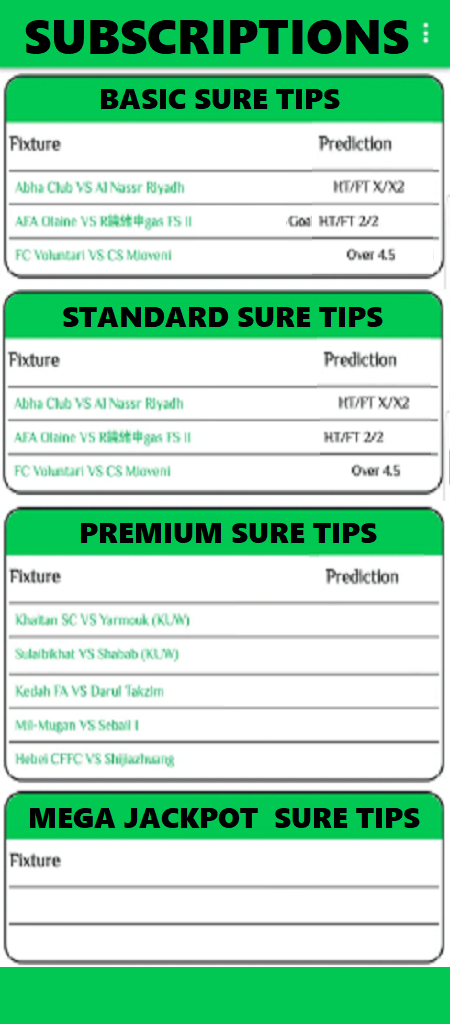 SUBSCRIPTIONS
BASIC SURE TIPS
Fixture Prediction
Abha Club VS Al Nassr Riyadh HT/FT X/X2
AFA Olaine VS gas FS II Goal HT/FT 2/2
FC Voluntari VS CS Mioveni Over 4.5
STANDARD SURE TIPS
Fixture Prediction
Abha Club VS Al Nassr Riyadh HT/FT X/X2
AFA Olaine VS gas FS II HT/FT 2/2
FC Voluntari VS CS Mioveni Over 4.5
PREMIUM SURE TIPS
Fixture Prediction
Khaitan SC VS Yarmouk (KUW)
Sulaibikhat VS Shabab (KUW)
Kedah FA VS Darul Takzim
Mil-Mugan VS Sebail I
Hebei CFFC VS Shijiazhuang
MEGA JACKPOT SURE TIPS
Fixture